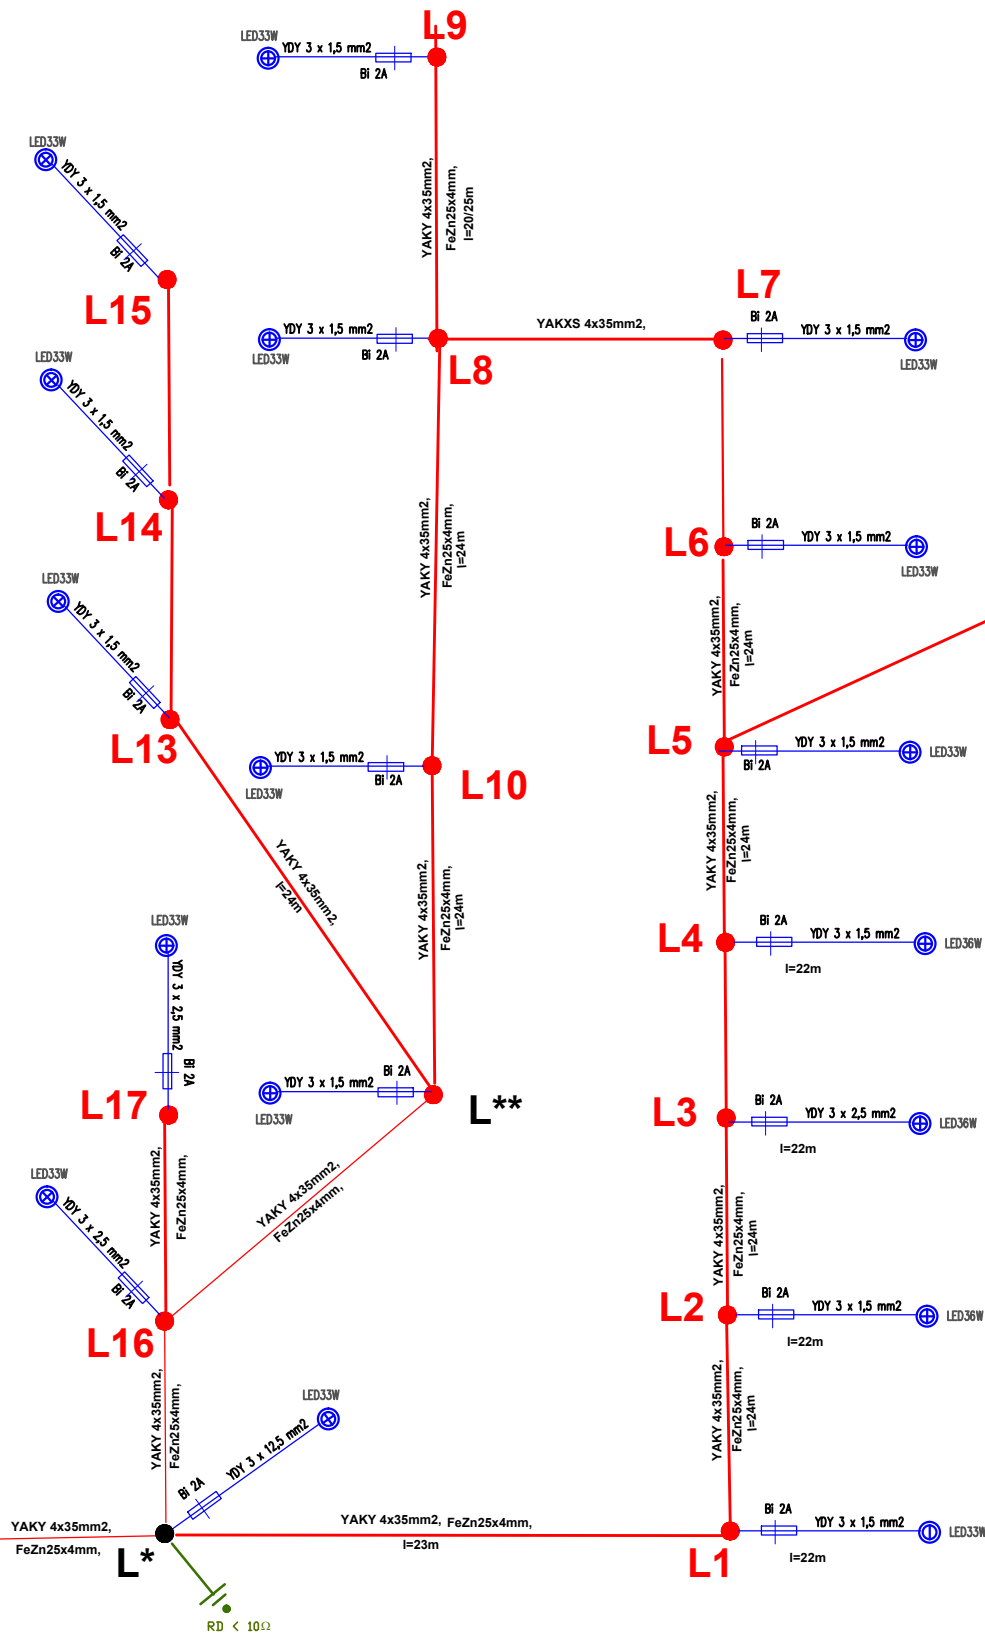 L9
LED33W
YDY 3 x 1,5 mm2
Bi 2A
YAKY 4x35mm2,
FeZn25x4mm,
l=20/25m
LED33W
YDY 3 x 1,5 mm2
Bi 2A
L15
L7
Bi 2A
YDY 3 x 1,5 mm2
LED33W
YAKXS 4x35mm2,
YDY 3 x 1,5 mm2
Bi 2A
LED33W
L8
LED33W
YDY 3 x 1,5 mm2
Bi 2A
L14
YAKY 4x35mm2,
FeZn25x4mm,
l=24m
L6
Bi 2A
YDY 3 x 1,5 mm2
LED33W
LED33W
YDY 3 x 1,5 mm2
Bi 2A
L13
YAKY 4x35mm2,
FeZn25x4mm,
l=24m
L5
YDY 3 x 1,5 mm2
Bi 2A
LED33W
YDY 3 x 1,5 mm2
Bi 2A
LED33W
L10
YAKY 4x35mm2,
FeZn25x4mm,
l=24m
YAKY 4x35mm2,
l=24m
YAKY 4x35mm2,
FeZn25x4mm,
l=24m
LED33W
YDY 3 x 2,5 mm2
Bi 2A
L17
L4
Bi 2A
YDY 3 x 1,5 mm2
LED36W
l=22m
YDY 3 x 1,5 mm2
Bi 2A
LED33W
L**
L3
Bi 2A
YDY 3 x 2,5 mm2
LED36W
l=22m
YAKY 4x35mm2,
FeZn25x4mm,
LED33W
YDY 3 x 2,5 mm2
Bi 2A
L16
YAKY 4x35mm2,
FeZn25x4mm,
YAKY 4x35mm2,
FeZn25x4mm,
l=24m
L2
Bi 2A
YDY 3 x 1,5 mm2
LED36W
l=22m
YAKY 4x35mm2,
FeZn25x4mm,
LED33W
YDY 3 x 12,5 mm2
Bi 2A
YAKY 4x35mm2,
FeZn25x4mm,
l=24m
YAKY 4x35mm2,
FeZn25x4mm,
L*
YAKY 4x35mm2, FeZn25x4mm,
l=23m
L1
Bi 2A
YDY 3 x 1,5 mm2
LED33W
l=22m
RD < 10Ω